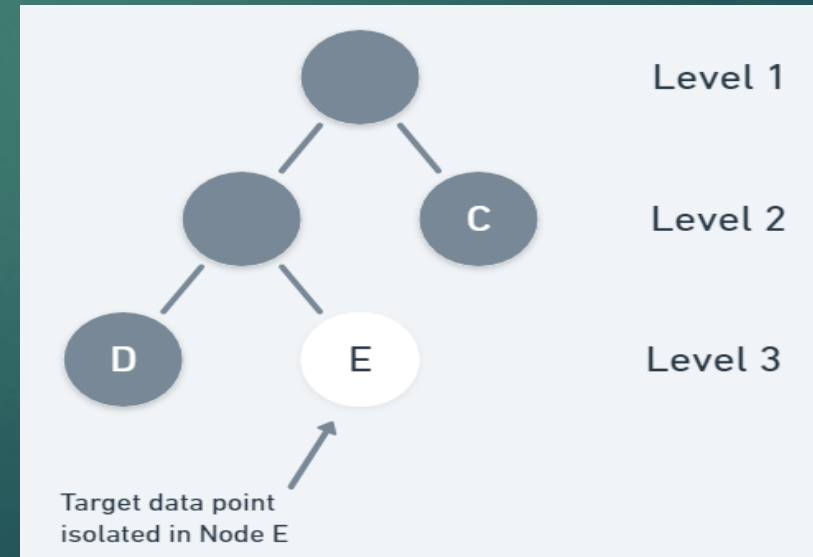 Level 1
C
Level 2
D
E
Level 3
Target data point
isolated in Node E